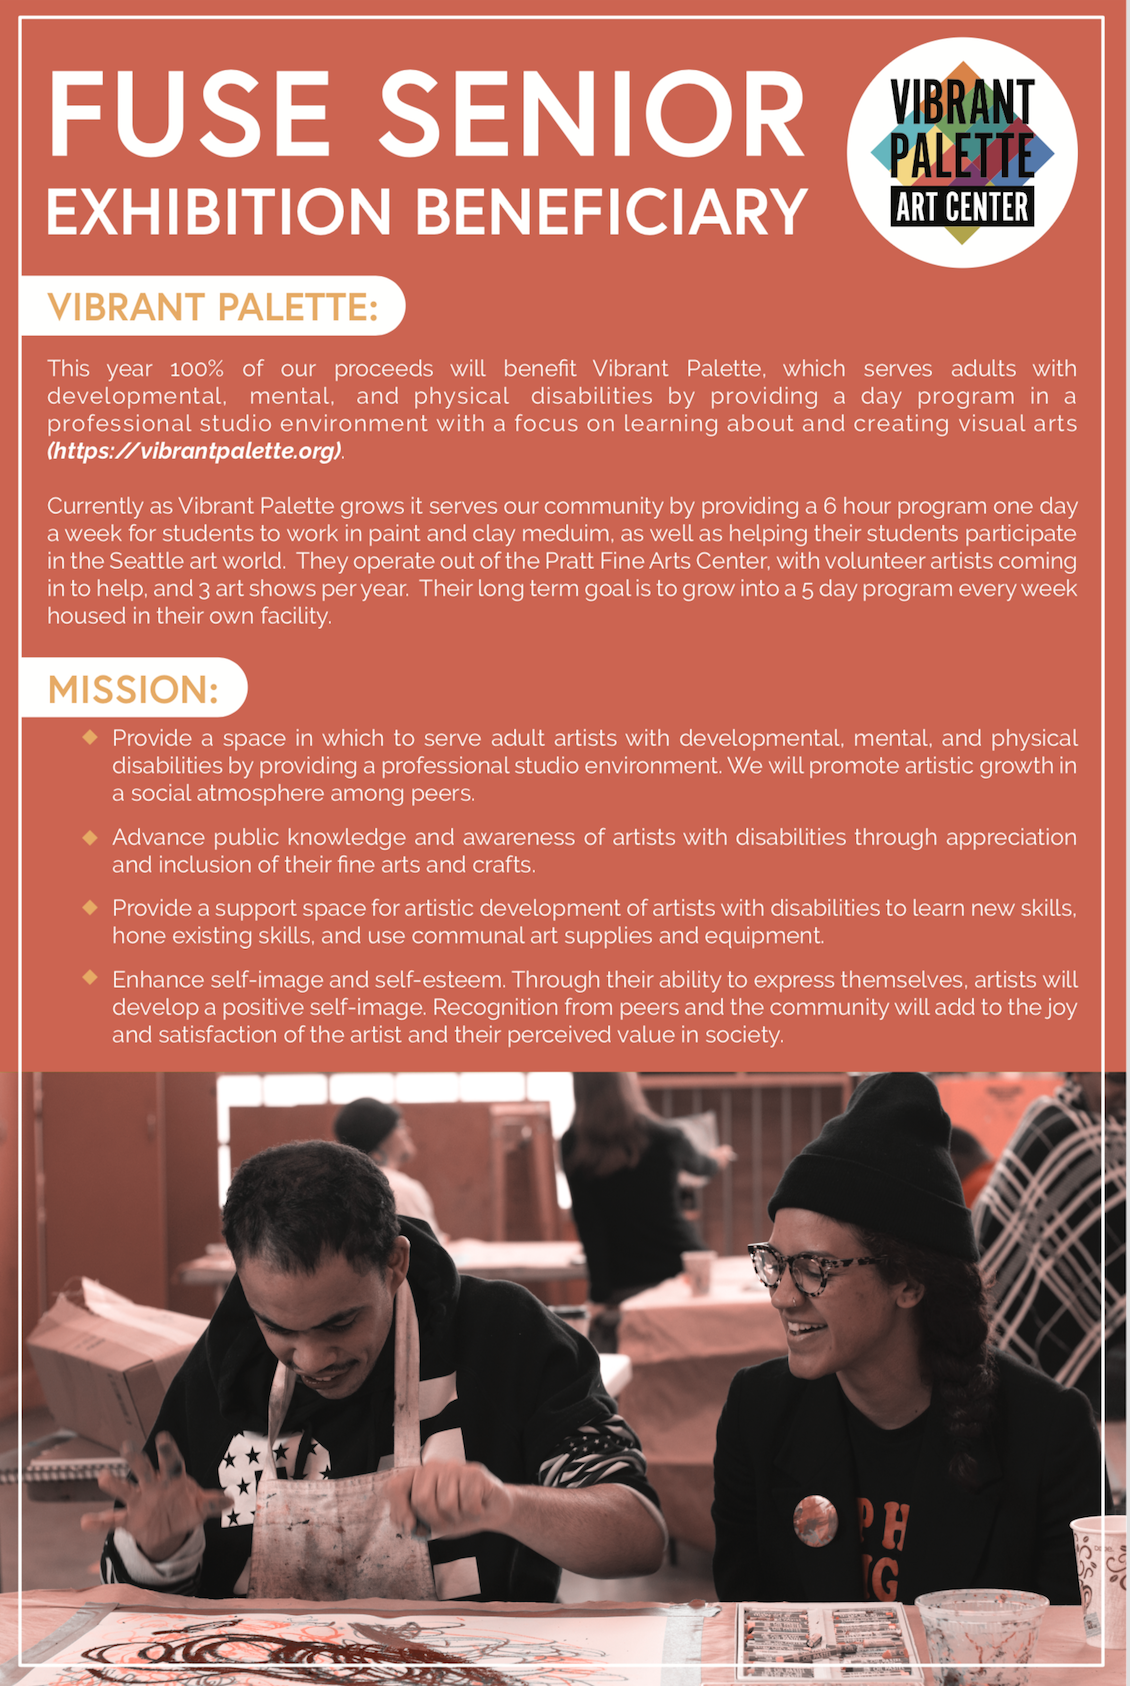 FUSE SENIOR
EXHIBITION BENEFICIARY
VIBRANT
PALETTE
ART CENTER
VIBRANT PALETTE:
This year 100% of our proceeds will benefit Vibrant Palette, which serves adults with
developmental, mental, and physical disabilities by providing a day program in a
professional studio environment with a focus on learning about and creating visual arts
(https://vibrantpalette.org).
Currently as Vibrant Palette grows it serves our community by providing a 6 hour program one day
a week for students to work in paint and clay meduim, as well as helping their students participate
in the Seattle art world. They operate out of the Pratt Fine Arts Center, with volunteer artists coming
in to help, and 3 art shows per year. Their long term goal is to grow into a 5 day program every week
housed in their own facility.
MISSION:
Provide a space in which to serve adult artists with developmental, mental, and physical
disabilities by providing a professional studio environment. We will promote artistic growth in
a social atmosphere among peers.
Advance public knowledge and awareness of artists with disabilities through appreciation
and inclusion of their fine arts and crafts.
Provide a support space for artistic development of artists with disabilities to learn new skills,
hone existing skills, and use communal art supplies and equipment.
Enhance self-image and self-esteem. Through their ability to express themselves, artists will
develop a positive self-image. Recognition from peers and the community will add to the joy
and satisfaction of the artist and their perceived value in society.
PH